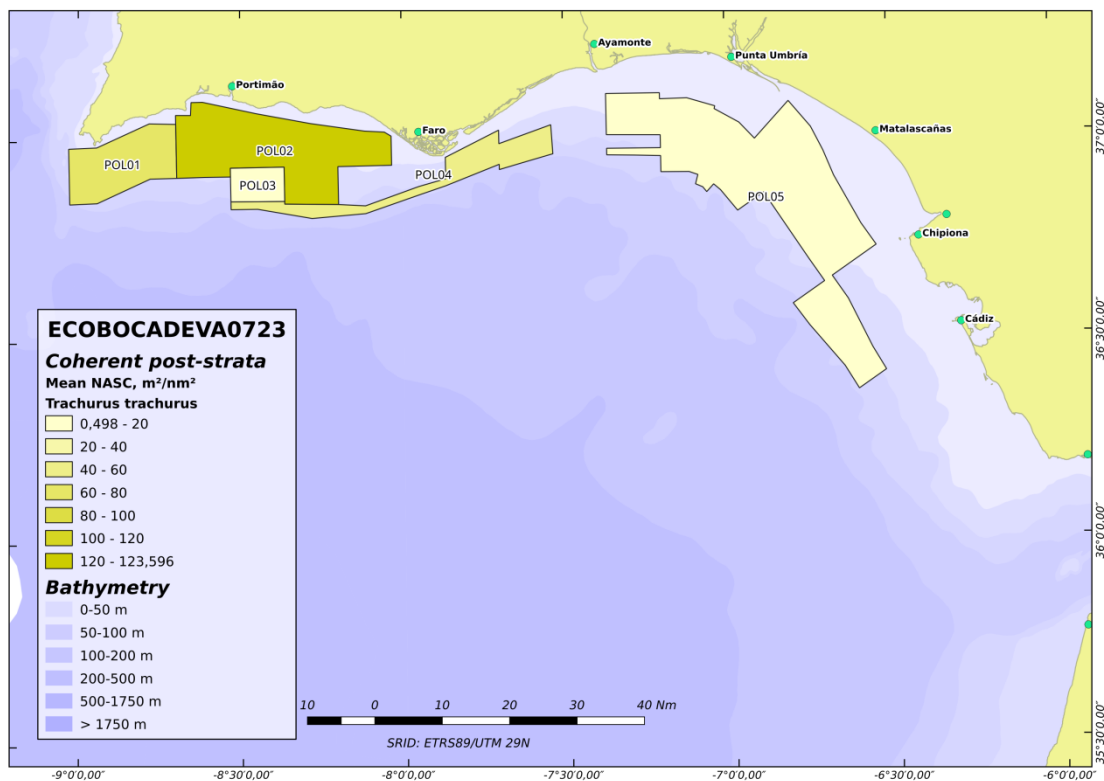 Ayamonte
Punta Umbría
Portimão
Matalascañas
Faro
POL01
POL02
POL03
POL04
POL05
Chipiona
Cádiz
37°0'0,00"
36°30'0,00"
36°0'0,00"
35°30'0,00"
ECOBOCADEVA0723
Coherent post-strata
Mean NASC, m²/nm²
Trachurus trachurus
0,498 - 20
20 - 40
40 - 60
60 - 80
80 - 100
100 - 120
120 - 123,596
Bathymetry
0-50 m
50-100 m
100-200 m
200-500 m
500-1750 m
> 1750 m
10 0 10 20 30 40 Nm
SRID: ETRS89/UTM 29N
-9°0'0,00" -8°30'0,00" -8°0'0,00" -7°30'0,00" -7°0'0,00" -6°30'0,00" -6°0'0,00"